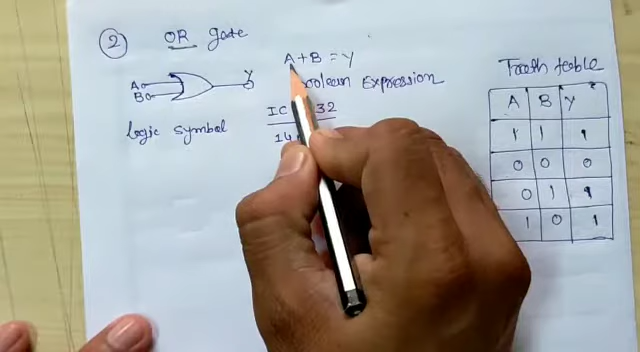 2 OR gate
A+B=Y
Y
A
B
oolean Expression
Logic symbol
IC 32
14
Truth table
A B Y
1 1 1
0 0 0
0 1 1
1 0 1